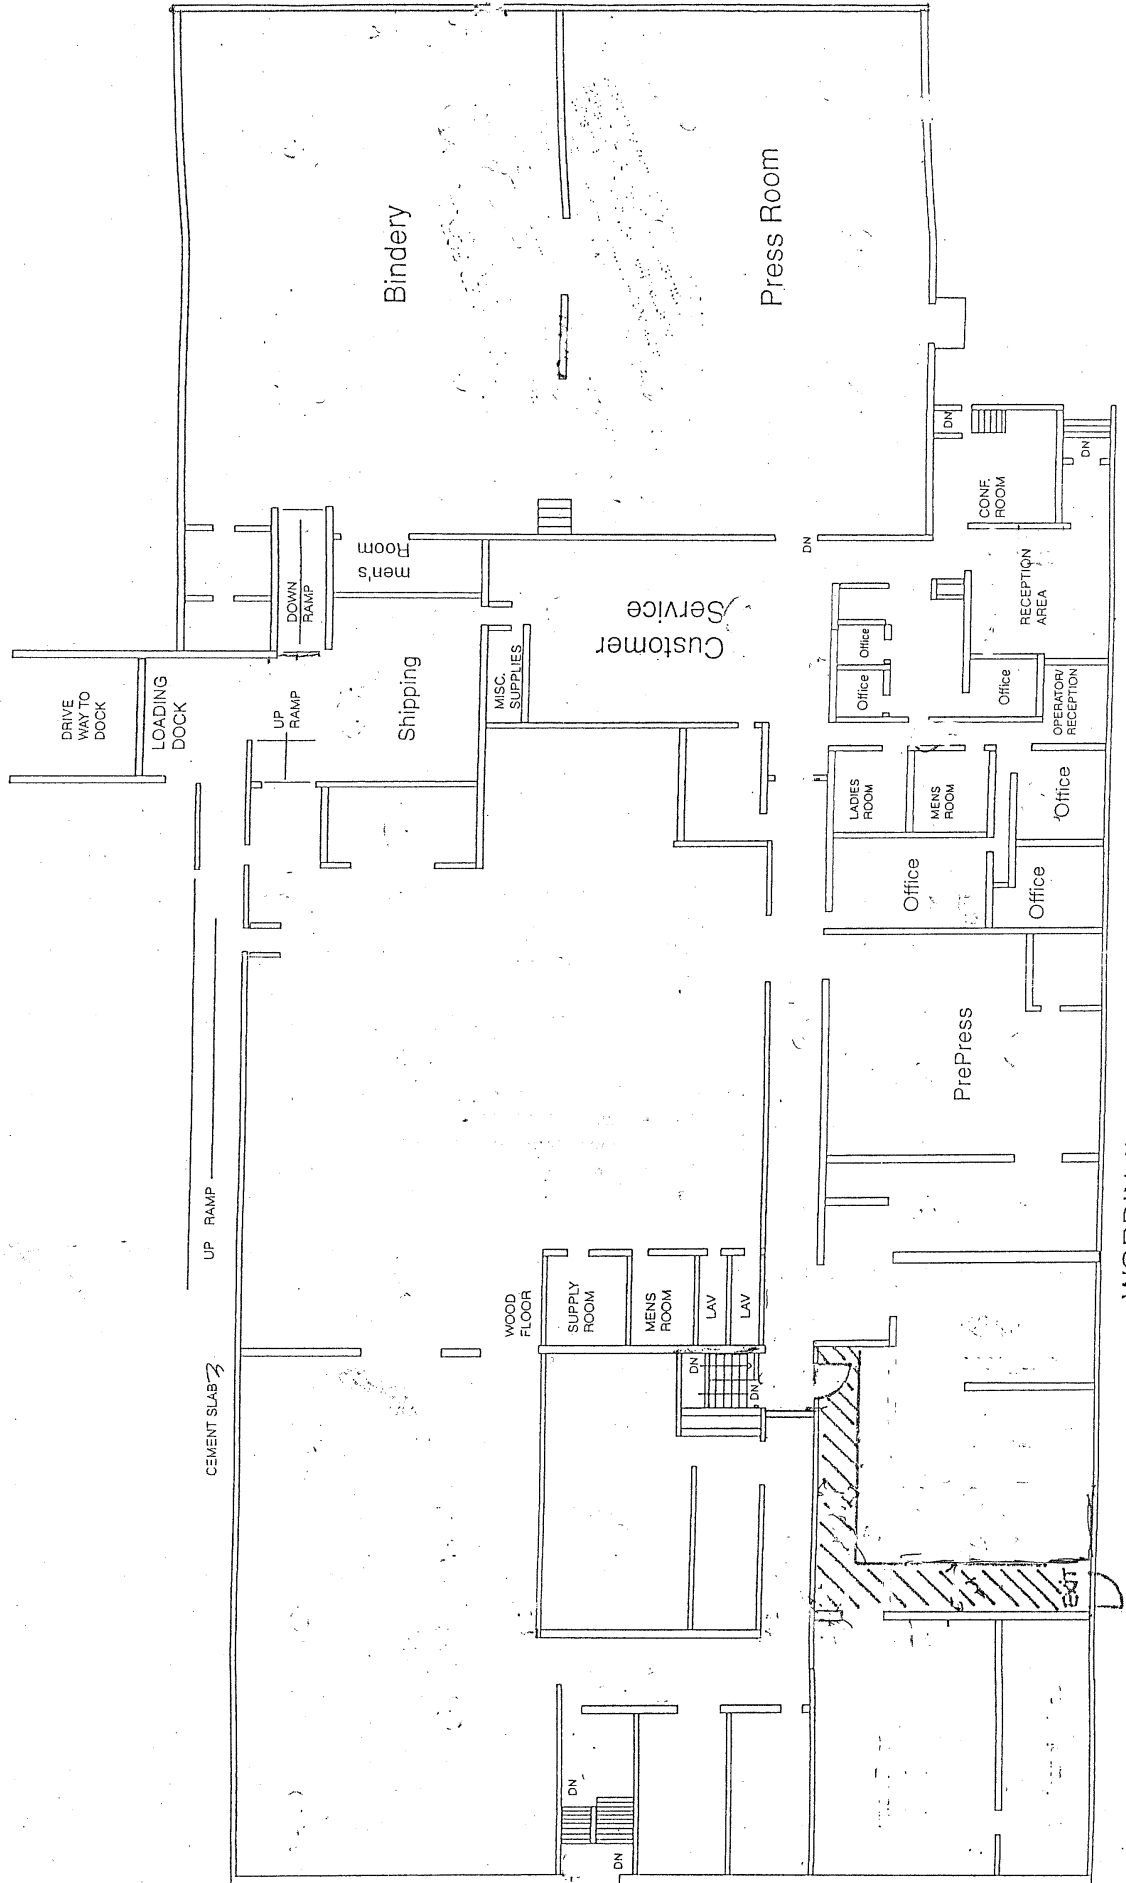 Bindery
Press Room
DRIVE
WAY TO
DOCK
LOADING
DOCK
DOWN
RAMP
UP
RAMP
men's
Room
Shipping
MISC.
SUPPLIES
Customer
Service
DN
DN
CONF.
ROOM
DN
RECEPTION
AREA
Office
Office
Office
OPERATOR/
RECEPTION
LADIES
ROOM
MENS
ROOM
Office
Office
Office
PrePress
UP RAMP
CEMENT SLAB
WOOD
FLOOR
SUPPLY
ROOM
MENS
ROOM
LAV
LAV
DN
DN
EXIT
DN
DN